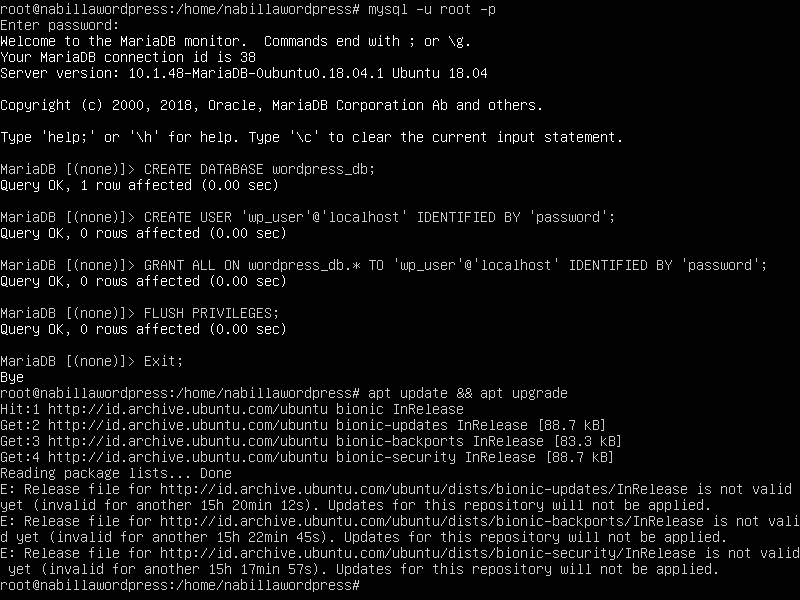 root@nabillawordpress:/home/nabillawordpress# mysql -u root -p
Enter password:
Welcome to the MariaDB monitor.  Commands end with ; or \g.
Your MariaDB connection id is 38
Server version: 10.1.48-MariaDB-0ubuntu0.18.04.1 Ubuntu 18.04

Copyright (c) 2000, 2018, Oracle, MariaDB Corporation Ab and others.

Type 'help;' or '\h' for help. Type '\c' to clear the current input statement.

MariaDB [(none)]> CREATE DATABASE wordpress_db;
Query OK, 1 row affected (0.00 sec)

MariaDB [(none)]> CREATE USER 'wp_user'@'localhost' IDENTIFIED BY 'password';
Query OK, 0 rows affected (0.00 sec)

MariaDB [(none)]> GRANT ALL ON wordpress_db.* TO 'wp_user'@'localhost' IDENTIFIED BY 'password';
Query OK, 0 rows affected (0.00 sec)

MariaDB [(none)]> FLUSH PRIVILEGES;
Query OK, 0 rows affected (0.00 sec)

MariaDB [(none)]> Exit;
Bye
root@nabillawordpress:/home/nabillawordpress# apt update && apt upgrade
Hit:1 http://id.archive.ubuntu.com/ubuntu bionic InRelease
Get:2 http://id.archive.ubuntu.com/ubuntu bionic-updates InRelease [88.7 kB]
Get:3 http://id.archive.ubuntu.com/ubuntu bionic-backports InRelease [83.3 kB]
Get:4 http://id.archive.ubuntu.com/ubuntu bionic-security InRelease [88.7 kB]
Reading package lists... Done
E: Release file for http://id.archive.ubuntu.com/ubuntu/dists/bionic-updates/InRelease is not valid
yet (invalid for another 15h 20min 12s). Updates for this repository will not be applied.
E: Release file for http://id.archive.ubuntu.com/ubuntu/dists/bionic-backports/InRelease is not vali
d yet (invalid for another 15h 22min 45s). Updates for this repository will not be applied.
E: Release file for http://id.archive.ubuntu.com/ubuntu/dists/bionic-security/InRelease is not valid
 yet (invalid for another 15h 17min 57s). Updates for this repository will not be applied.
root@nabillawordpress:/home/nabillawordpress#